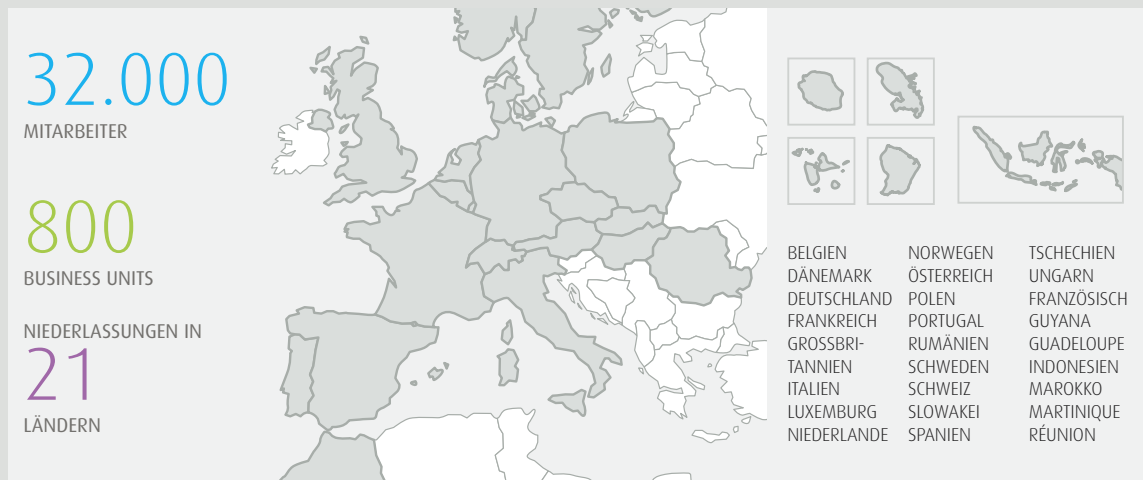 32.000
MITARBEITER
800
BUSINESS UNITS
NIEDERLASSUNGEN IN
21
LÄNDERN
BELGIEN
DÄNEMARK
DEUTSCHLAND
FRANKREICH
GROSSBRI-
TANNIEN
ITALIEN
LUXEMBURG
NIEDERLANDE
NORWEGEN
ÖSTERREICH
POLEN
PORTUGAL
RUMÄNIEN
SCHWEDEN
SCHWEIZ
SLOWAKEI
SPANIEN
TSCHECHIEN
UNGARN
FRANZÖSISCH
GUYANA
GUADELOUPE
INDONESIEN
MAROKKO
MARTINIQUE
RÉUNION